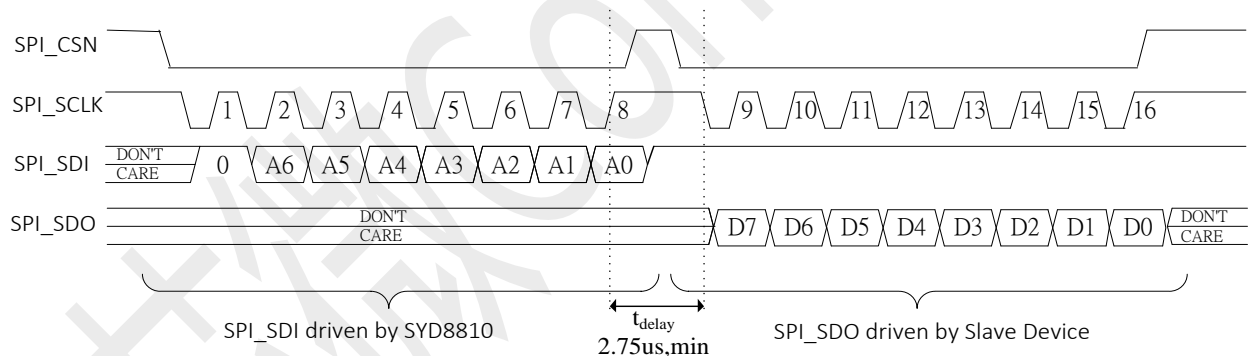 SPI_CSN
SPI_SCLK 1 2 3 4 5 6 7 8 9 10 11 12 13 14 15 16
SPI_SDI DON'T CARE 0 A6 A5 A4 A3 A2 A1 A0
SPI_SDO DON'T CARE D7 D6 D5 D4 D3 D2 D1 D0 DON'T CARE
SPI_SDI driven by SYD8810
tdelay
2.75us,min
SPI_SDO driven by Slave Device